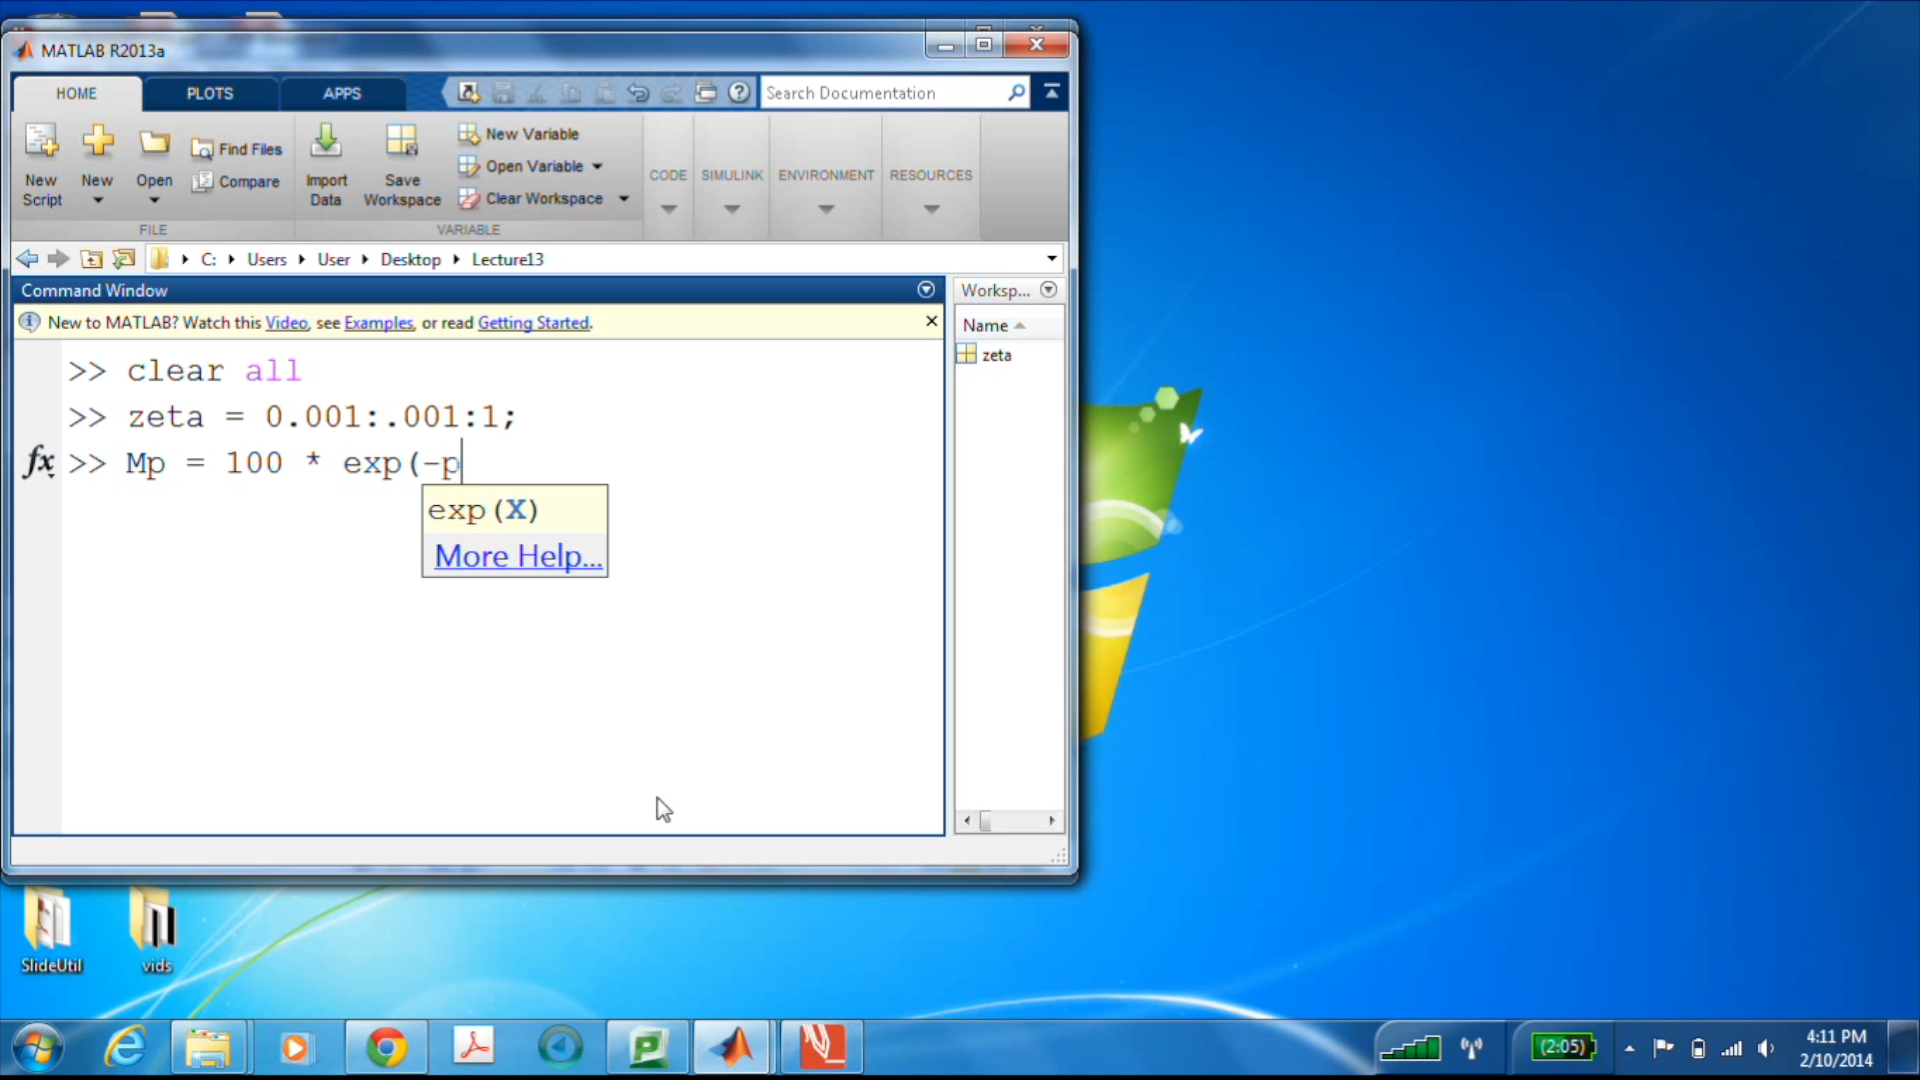 MATLAB R2013a
HOME PLOTS APPS Search Documentation
New Script New Open Find Files Compare Import Data Save Workspace New Variable Open Variable Clear Workspace CODE SIMULINK ENVIRONMENT RESOURCES
FILE VARIABLE
C: Users User Desktop Lecture13
Command Window Worksp...
New to MATLAB? Watch this Video, see Examples, or read Getting Started.
Name
zeta
>> clear all
>> zeta = 0.001:.001:1;
fx >> Mp = 100 * exp(-p
exp(X)
More Help...
SlideUtil vids
(2:05) 4:11 PM
2/10/2014